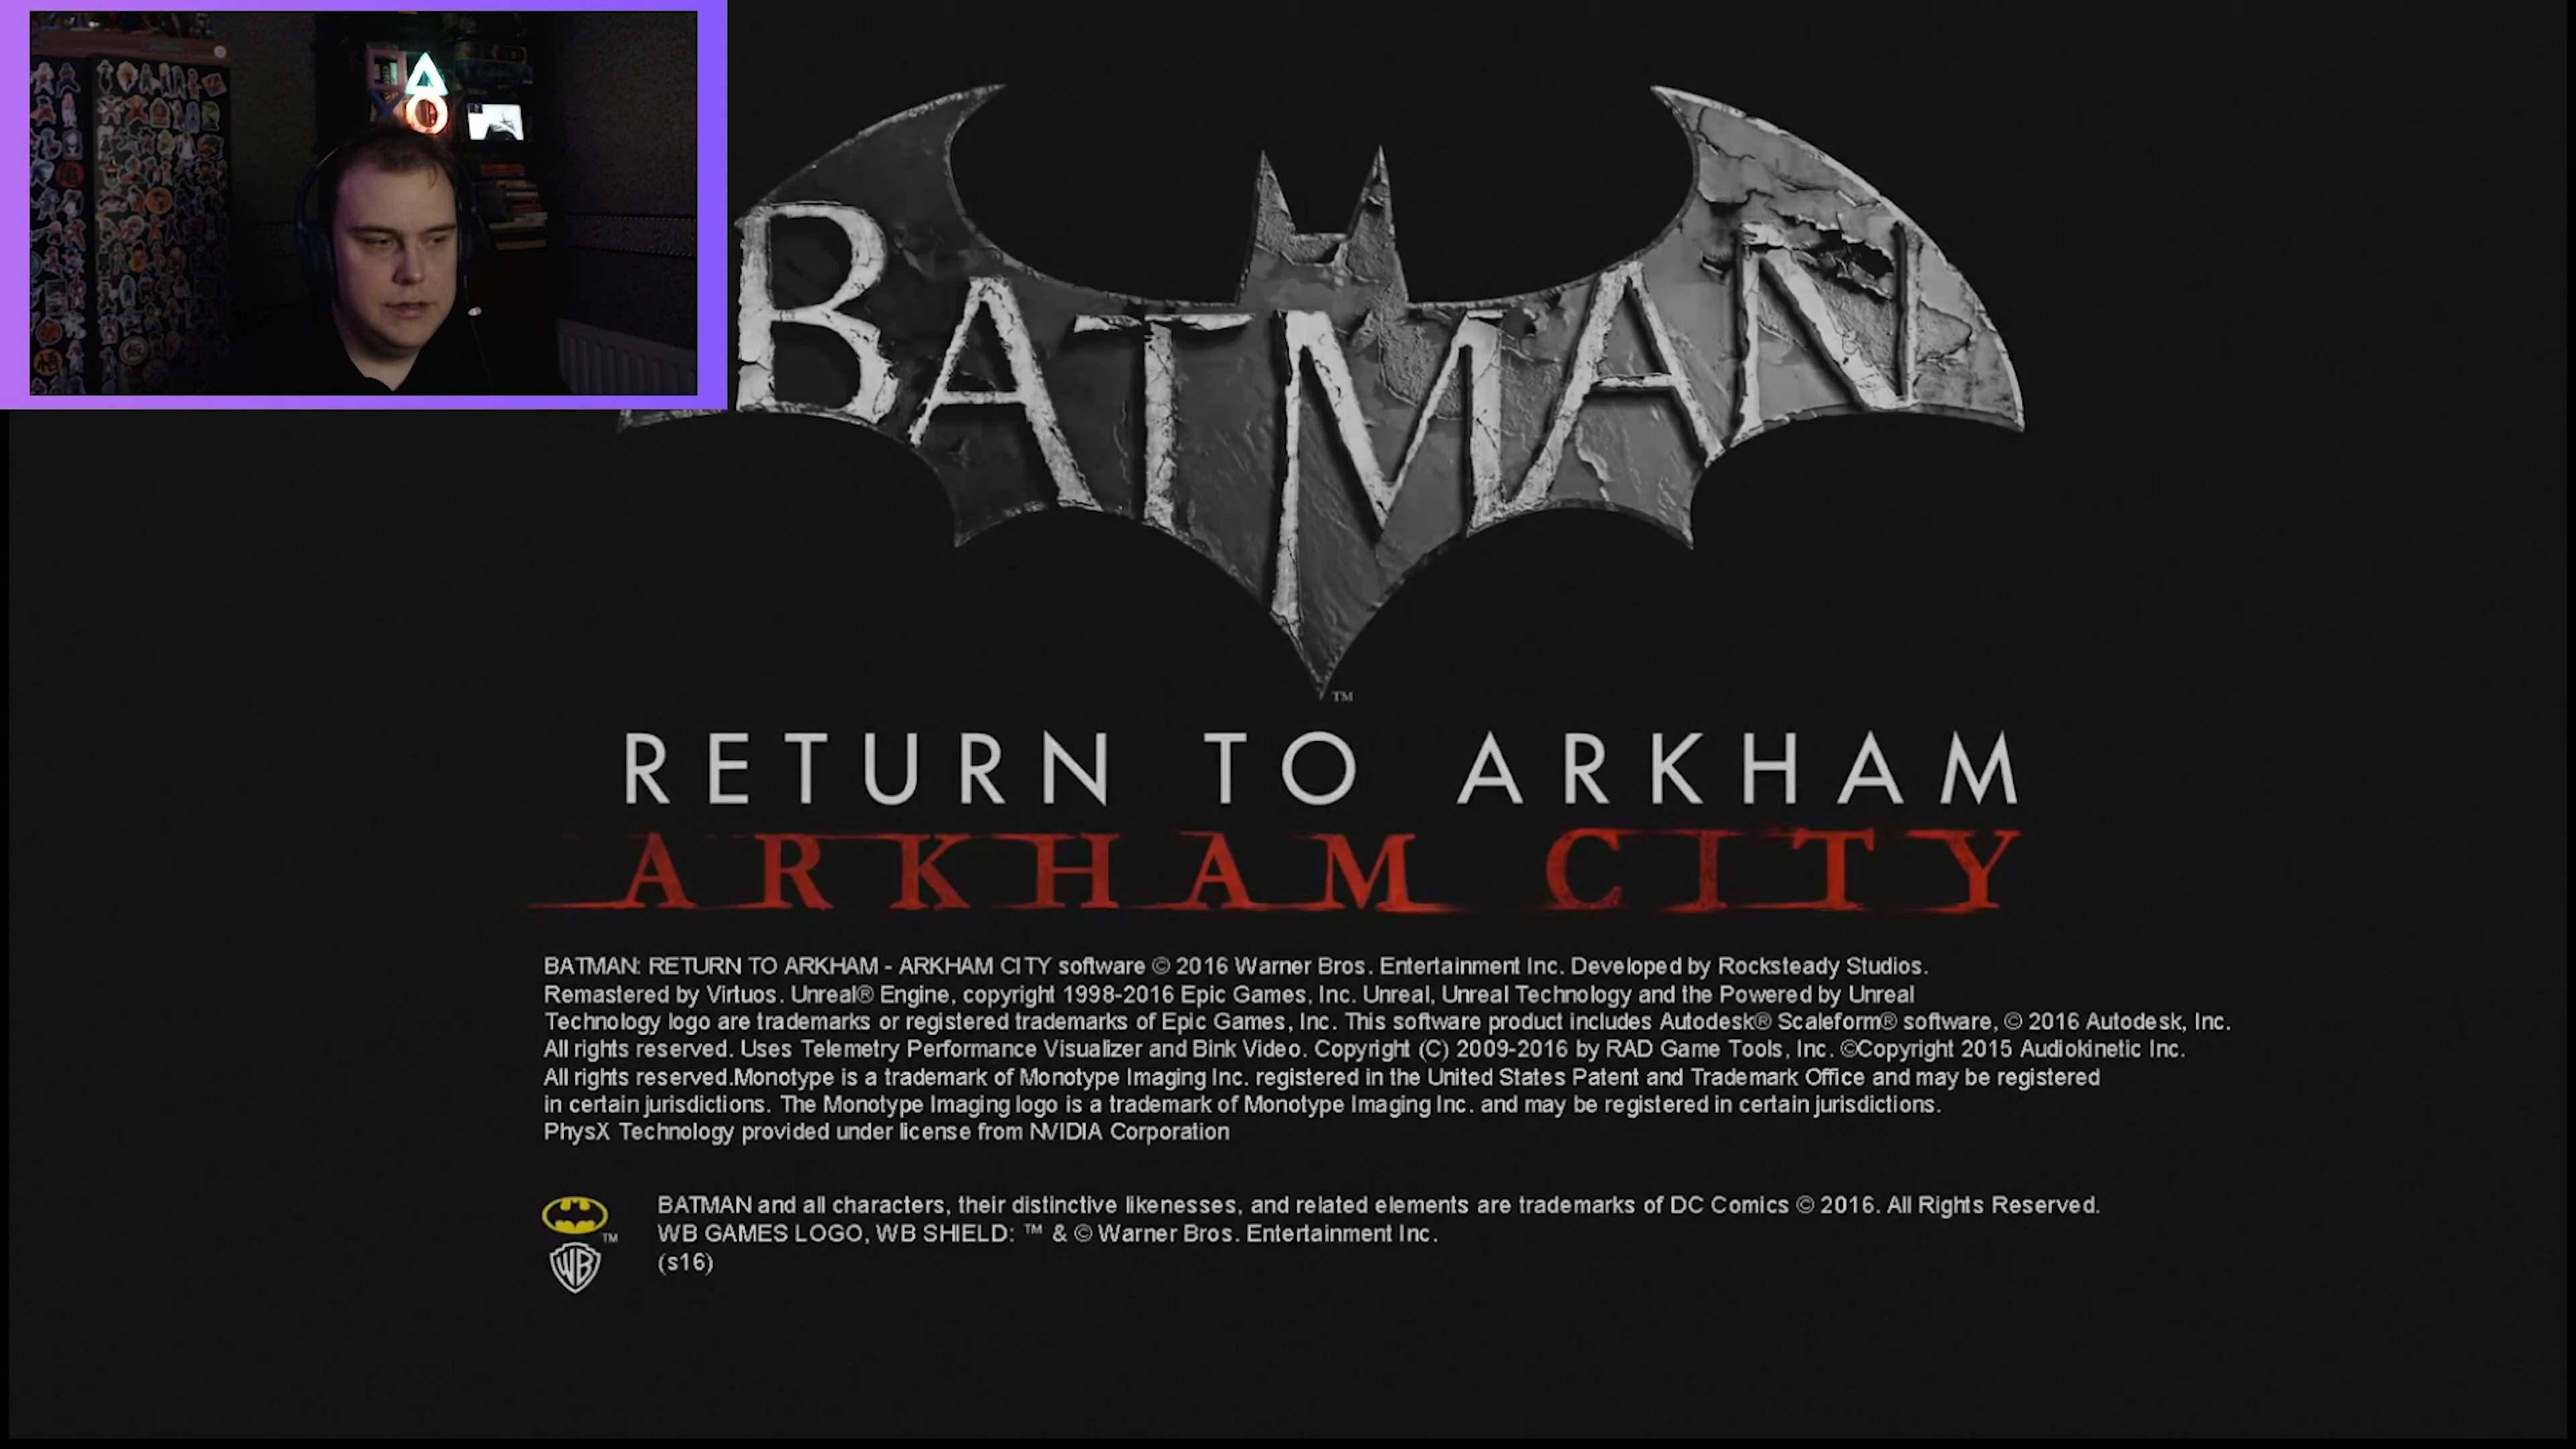 BATMAN
™
RETURN TO ARKHAM
ARKHAM CITY
BATMAN: RETURN TO ARKHAM - ARKHAM CITY software © 2016 Warner Bros. Entertainment Inc. Developed by Rocksteady Studios.
Remastered by Virtuos. Unreal® Engine, copyright 1998-2016 Epic Games, Inc. Unreal, Unreal Technology and the Powered by Unreal
Technology logo are trademarks or registered trademarks of Epic Games, Inc. This software product includes Autodesk® Scaleform® software, © 2016 Autodesk, Inc.
All rights reserved. Uses Telemetry Performance Visualizer and Bink Video. Copyright (C) 2009-2016 by RAD Game Tools, Inc. ©Copyright 2015 Audiokinetic Inc.
All rights reserved.Monotype is a trademark of Monotype Imaging Inc. registered in the United States Patent and Trademark Office and may be registered
in certain jurisdictions. The Monotype Imaging logo is a trademark of Monotype Imaging Inc. and may be registered in certain jurisdictions.
PhysX Technology provided under license from NVIDIA Corporation
BATMAN and all characters, their distinctive likenesses, and related elements are trademarks of DC Comics © 2016. All Rights Reserved.
WB GAMES LOGO, WB SHIELD: ™ & © Warner Bros. Entertainment Inc.
(s16)
™
WB